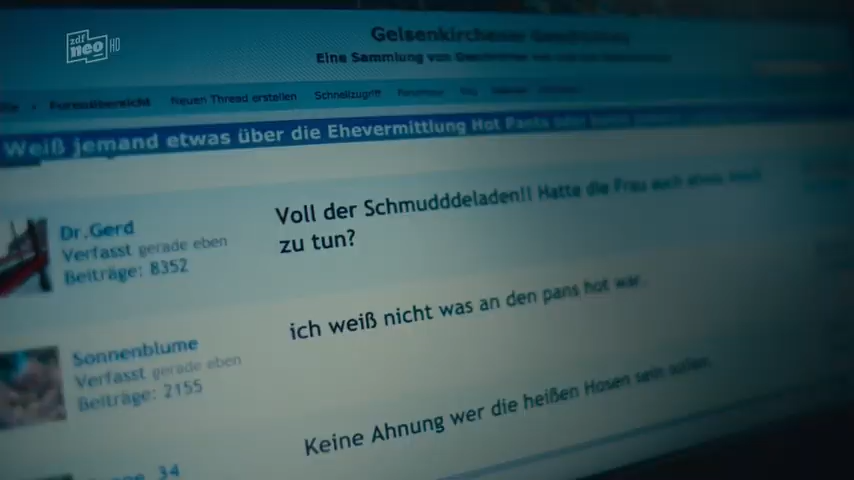 zdf neo HD
Gelsenkirchener
Eine Sammlung von
Forenübersicht Neuen Thread erstellen Schnellzugriff
Weiß jemand etwas über die Ehevermittlung Hot Pants
Dr.Gerd
Verfasst gerade eben
Beiträge: 8352
Voll der Schmudddeladen!! Hatte die Frau auch
zu tun?
Sonnenblume
Verfasst gerade eben
Beiträge: 2155
ich weiß nicht was an den pans hot war.
34
Keine Ahnung wer die heißen Hosen sein sollen.